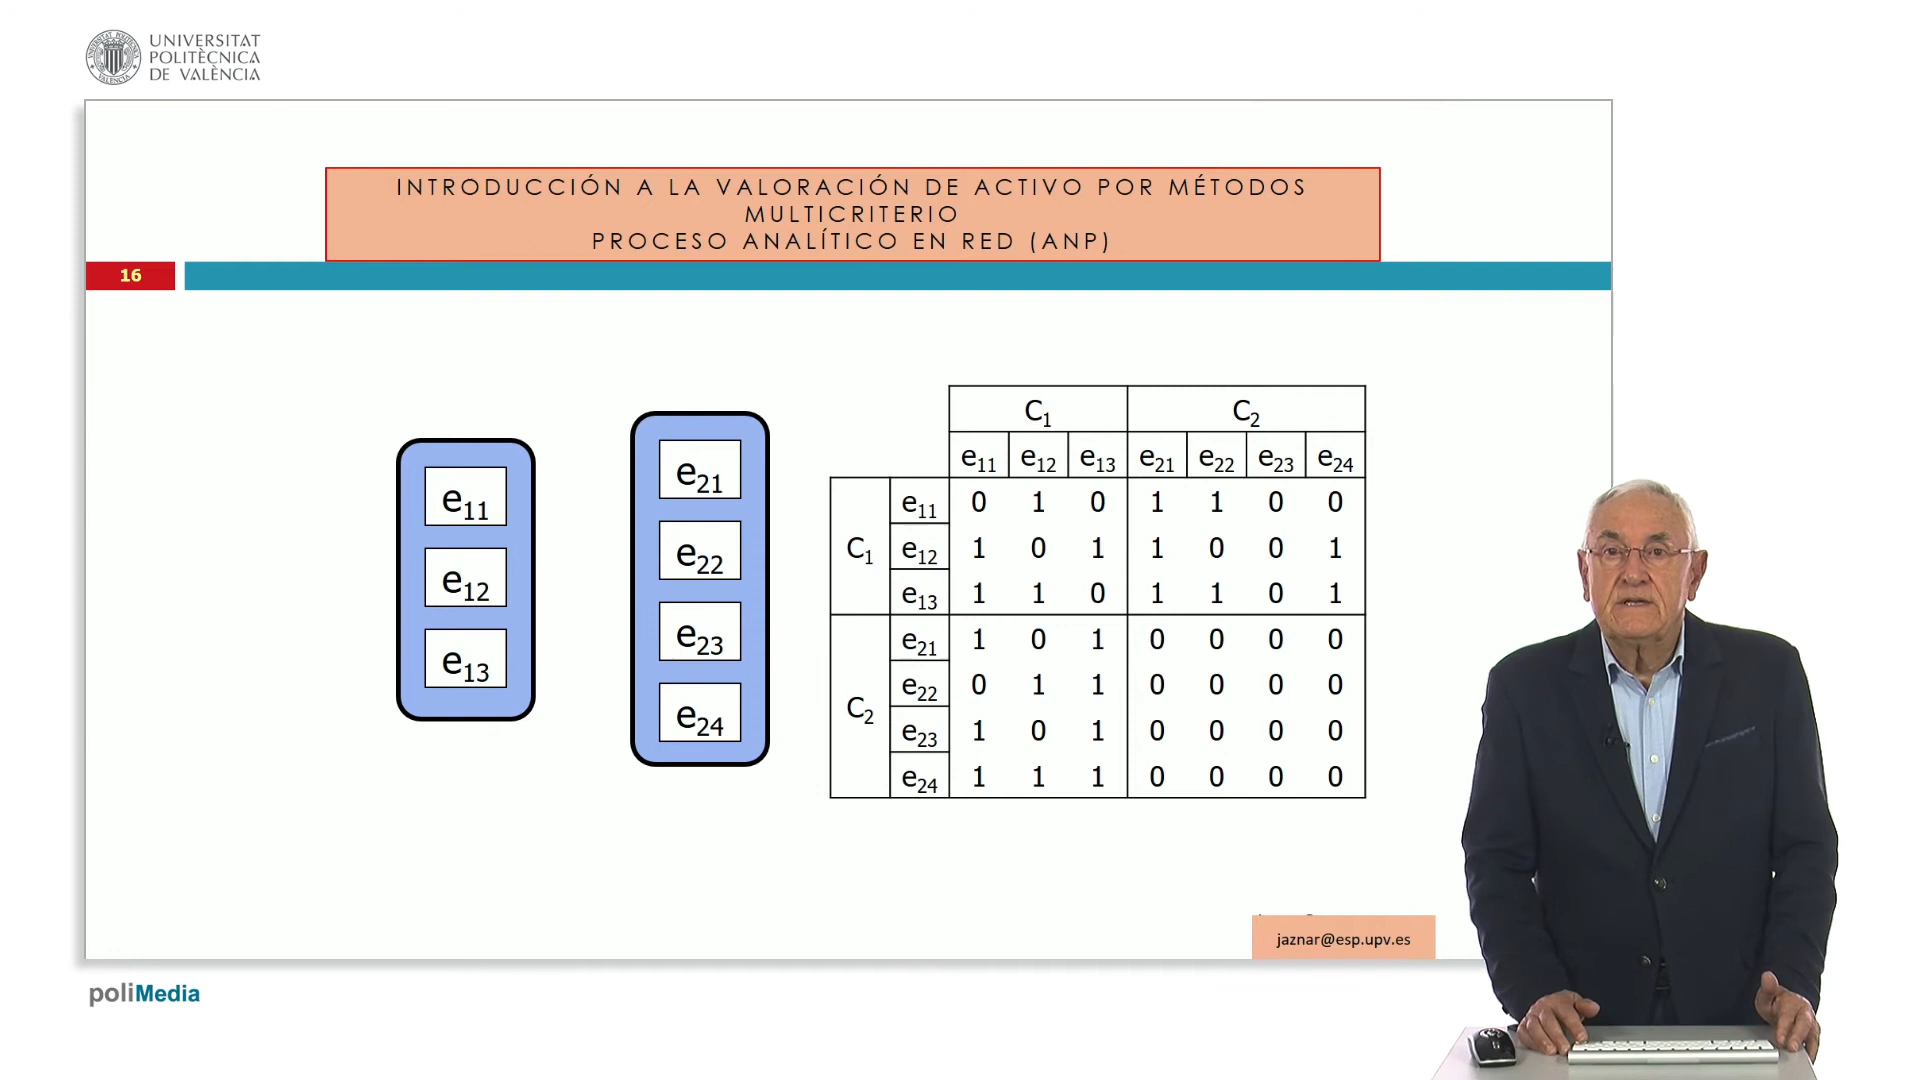 UNIVERSITAT
POLITÈCNICA
DE VALÈNCIA
INTRODUCCIÓN A LA VALORACIÓN DE ACTIVO POR MÉTODOS
MULTICRITERIO
PROCESO ANALÍTICO EN RED (ANP)
16
e11
e12
e13
e21
e22
e23
e24
C1 C2
e11 e12 e13 e21 e22 e23 e24
C1 e11 0 1 0 1 1 0 0
e12 1 0 1 1 0 0 1
e13 1 1 0 1 1 0 1
C2 e21 1 0 1 0 0 0 0
e22 0 1 1 0 0 0 0
e23 1 0 1 0 0 0 0
e24 1 1 1 0 0 0 0
jaznar@esp.upv.es
poliMedia